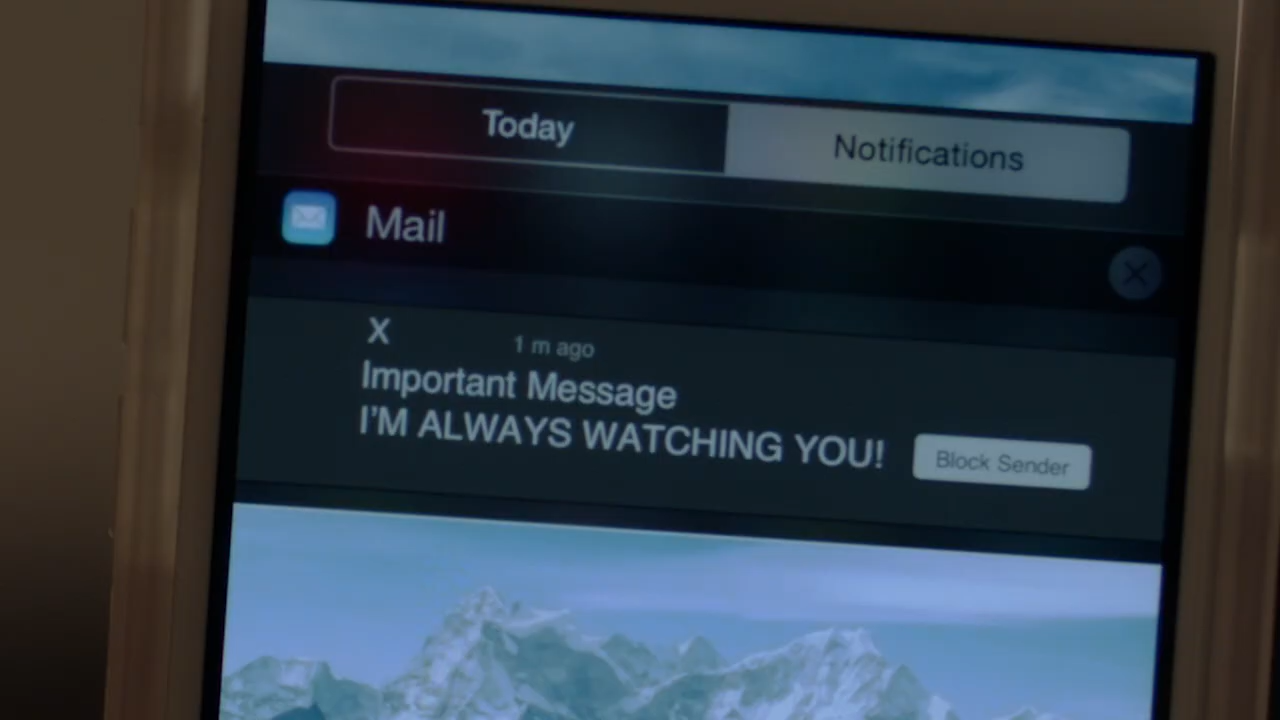 Today
Notifications
Mail
X
1 m ago
Important Message
I'M ALWAYS WATCHING YOU!
Block Sender